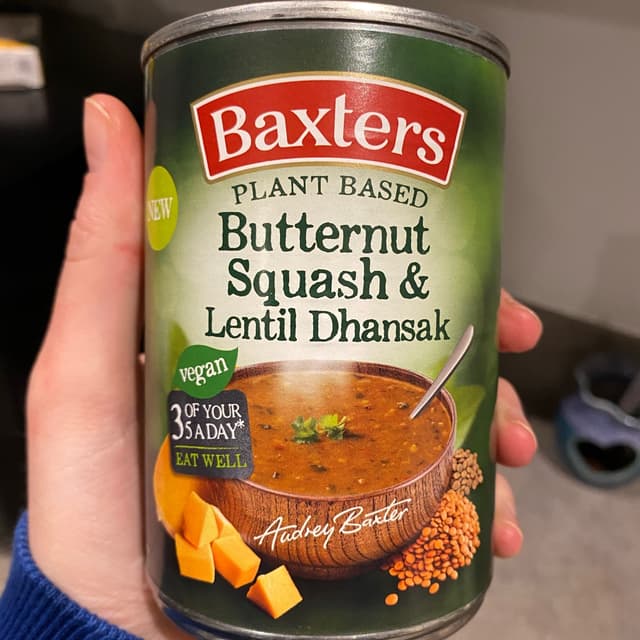 Baxters
PLANT BASED
NEW
Butternut
Squash &
Lentil Dhansak
vegan
3 OF YOUR
5 A DAY*
EAT WELL
Audrey Baxter